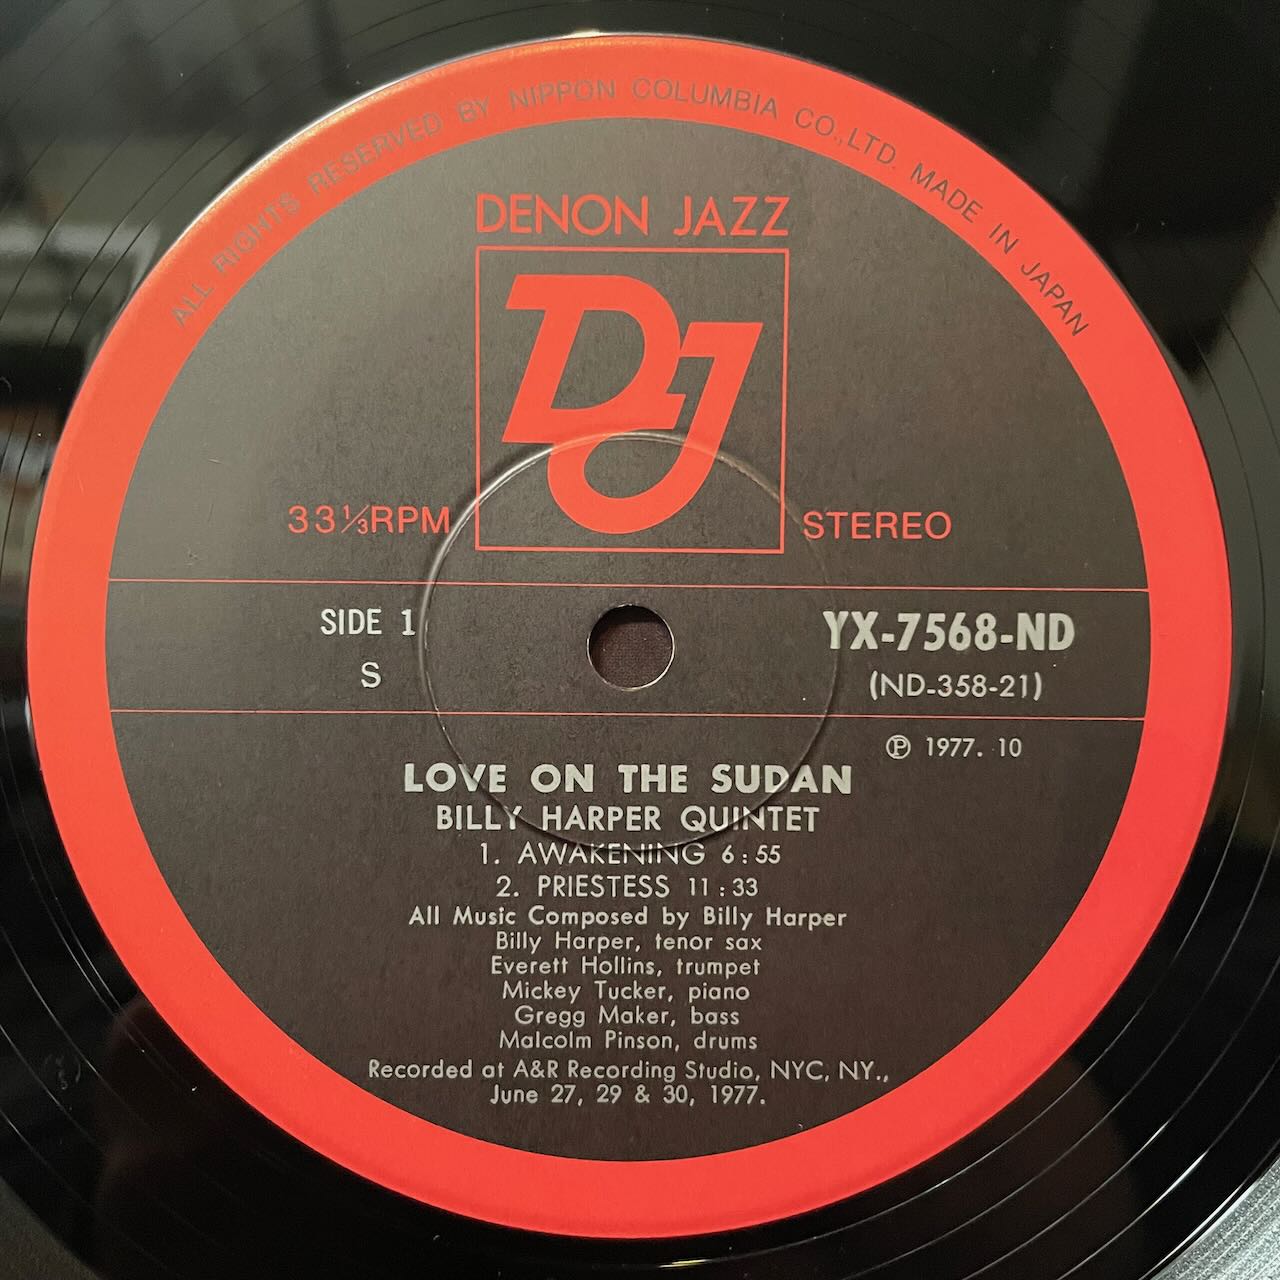 ALL RIGHTS RESERVED BY NIPPON COLUMBIA CO.,LTD. MADE IN JAPAN
DENON JAZZ
DJ
33⅓RPM
STEREO
SIDE 1
S
YX-7568-ND
(ND-358-21)
Ⓟ 1977. 10
LOVE ON THE SUDAN
BILLY HARPER QUINTET
1. AWAKENING 6:55
2. PRIESTESS 11:33
All Music Composed by Billy Harper
Billy Harper, tenor sax
Everett Hollins, trumpet
Mickey Tucker, piano
Gregg Maker, bass
Malcolm Pinson, drums
Recorded at A&R Recording Studio, NYC, NY.,
June 27, 29 & 30, 1977.